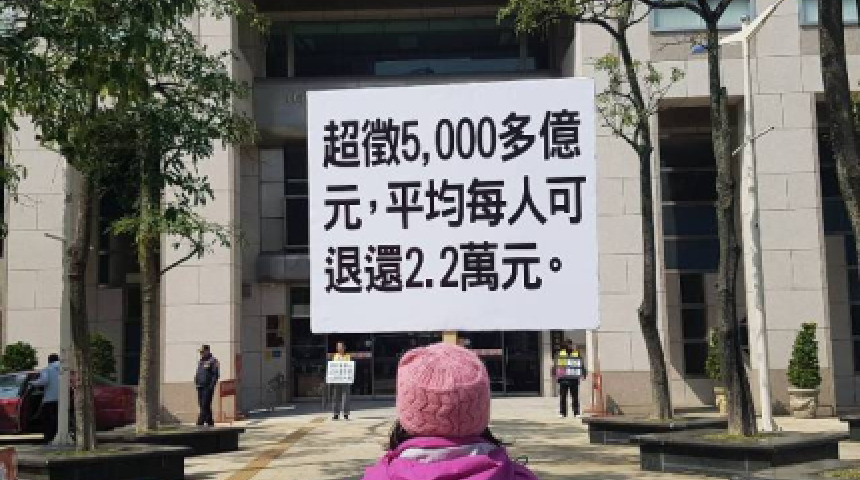 超徵5,000多億
元，平均每人可
退還2.2萬元。